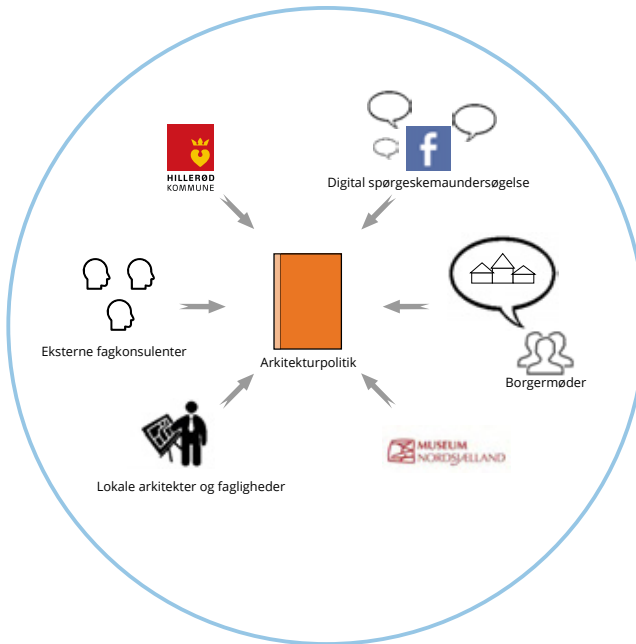 HILLERØD
KOMMUNE
f
Digital spørgeskemaundersøgelse
Eksterne fagkonsulenter
Arkitekturpolitik
Borgermøder
MUSEUM
NORDSJÆLLAND
Lokale arkitekter og fagligheder